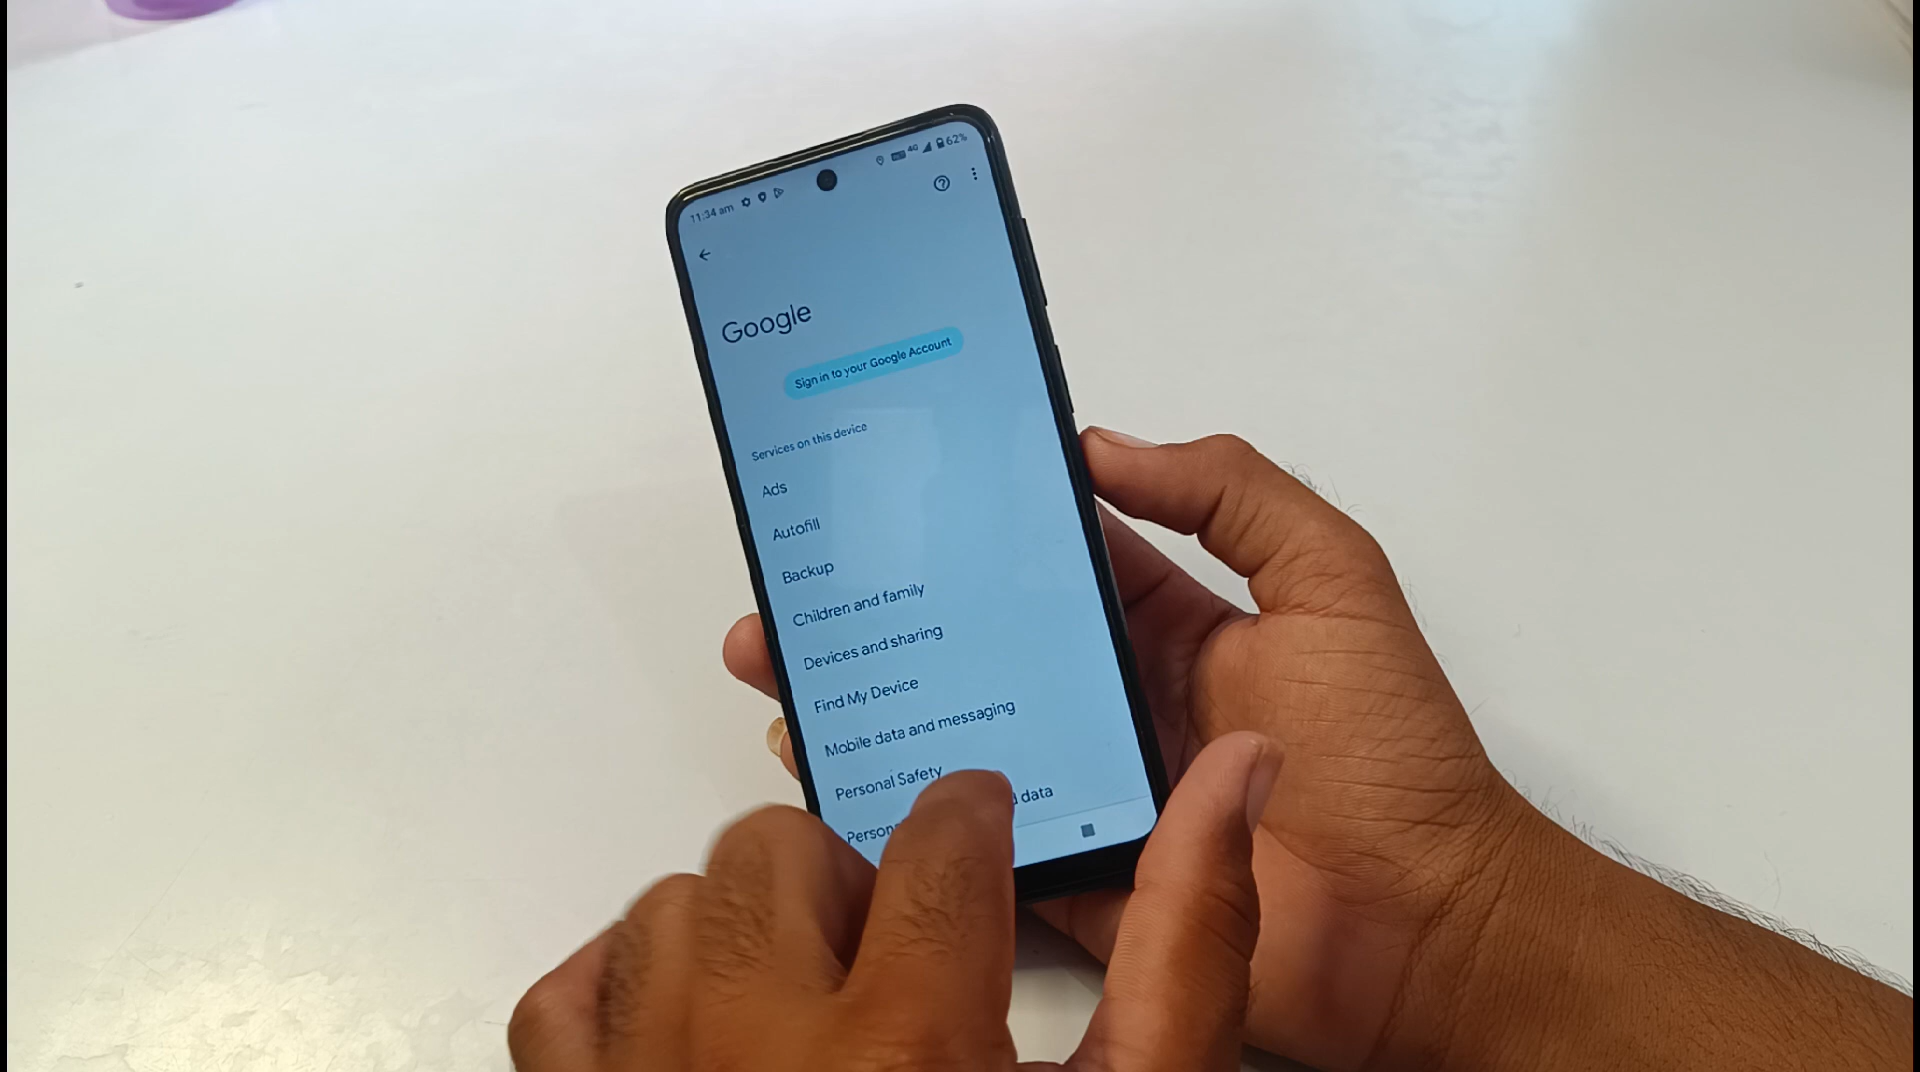 11:34 am
4G 62%
Google
Sign in to your Google Account
Services on this device
Ads
Autofill
Backup
Children and family
Devices and sharing
Find My Device
Mobile data and messaging
Personal Safety
data